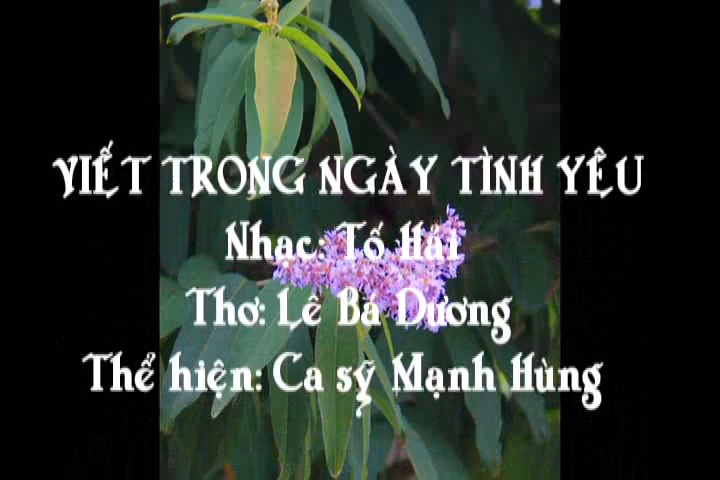 VIẾT TRONG NGÀY TÌNH YÊU
Nhạc: Tố Hải
Thơ: Lê Bá Dương
Thể hiện: Ca sỹ Mạnh Hùng